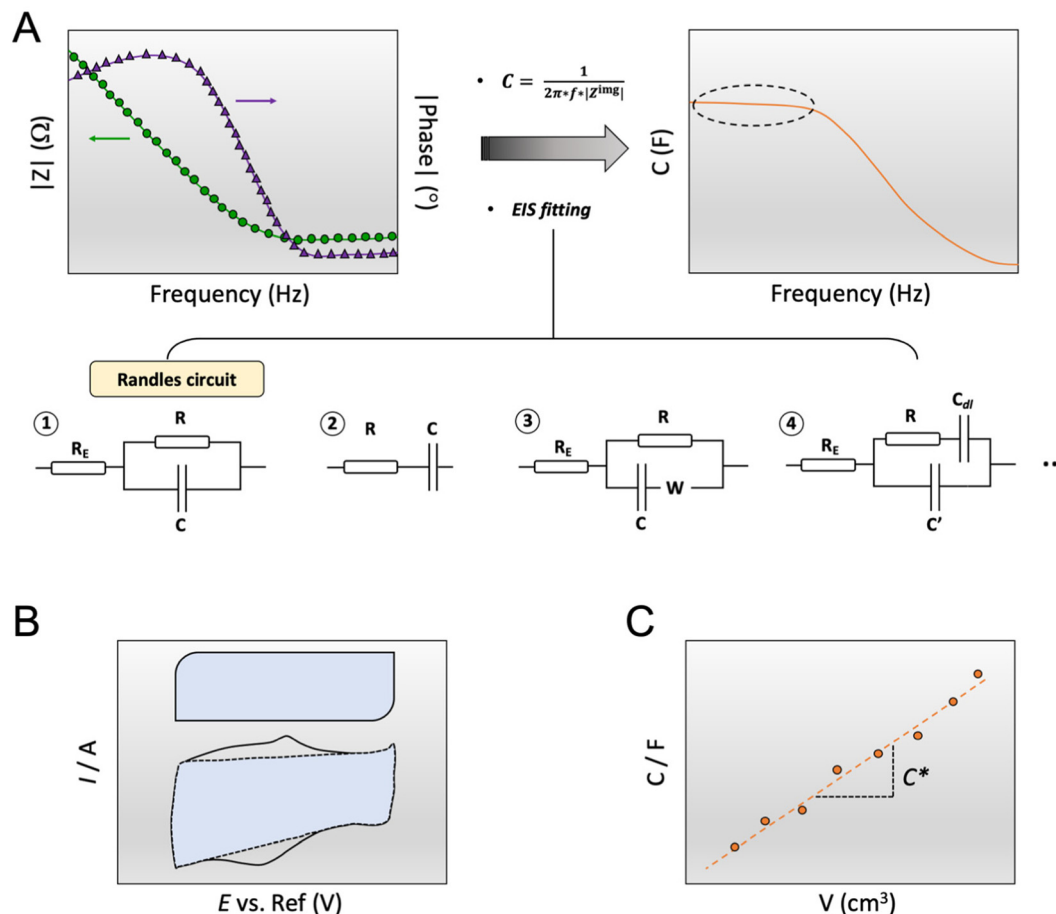 A
|Z| (Ω)
|Phase| (°)
Frequency (Hz)
• C = 1 / 2π*f*|Z^img|
• EIS fitting
C (F)
Frequency (Hz)
Randles circuit
1
R_E
R
C
2
R
C
3
R_E
R
C
W
4
R_E
R
C_dl
C'
..
B
I / A
E vs. Ref (V)
C
C / F
C*
V (cm³)